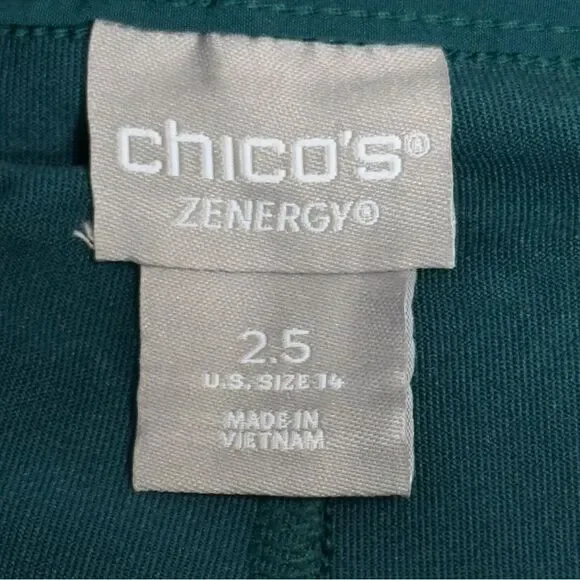 chico's®
ZENERGY®
2.5
U.S. SIZE 14
MADE IN
VIETNAM